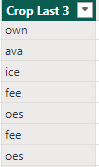 Crop Last 3
own
ava
ice
fee
oes
fee
oes